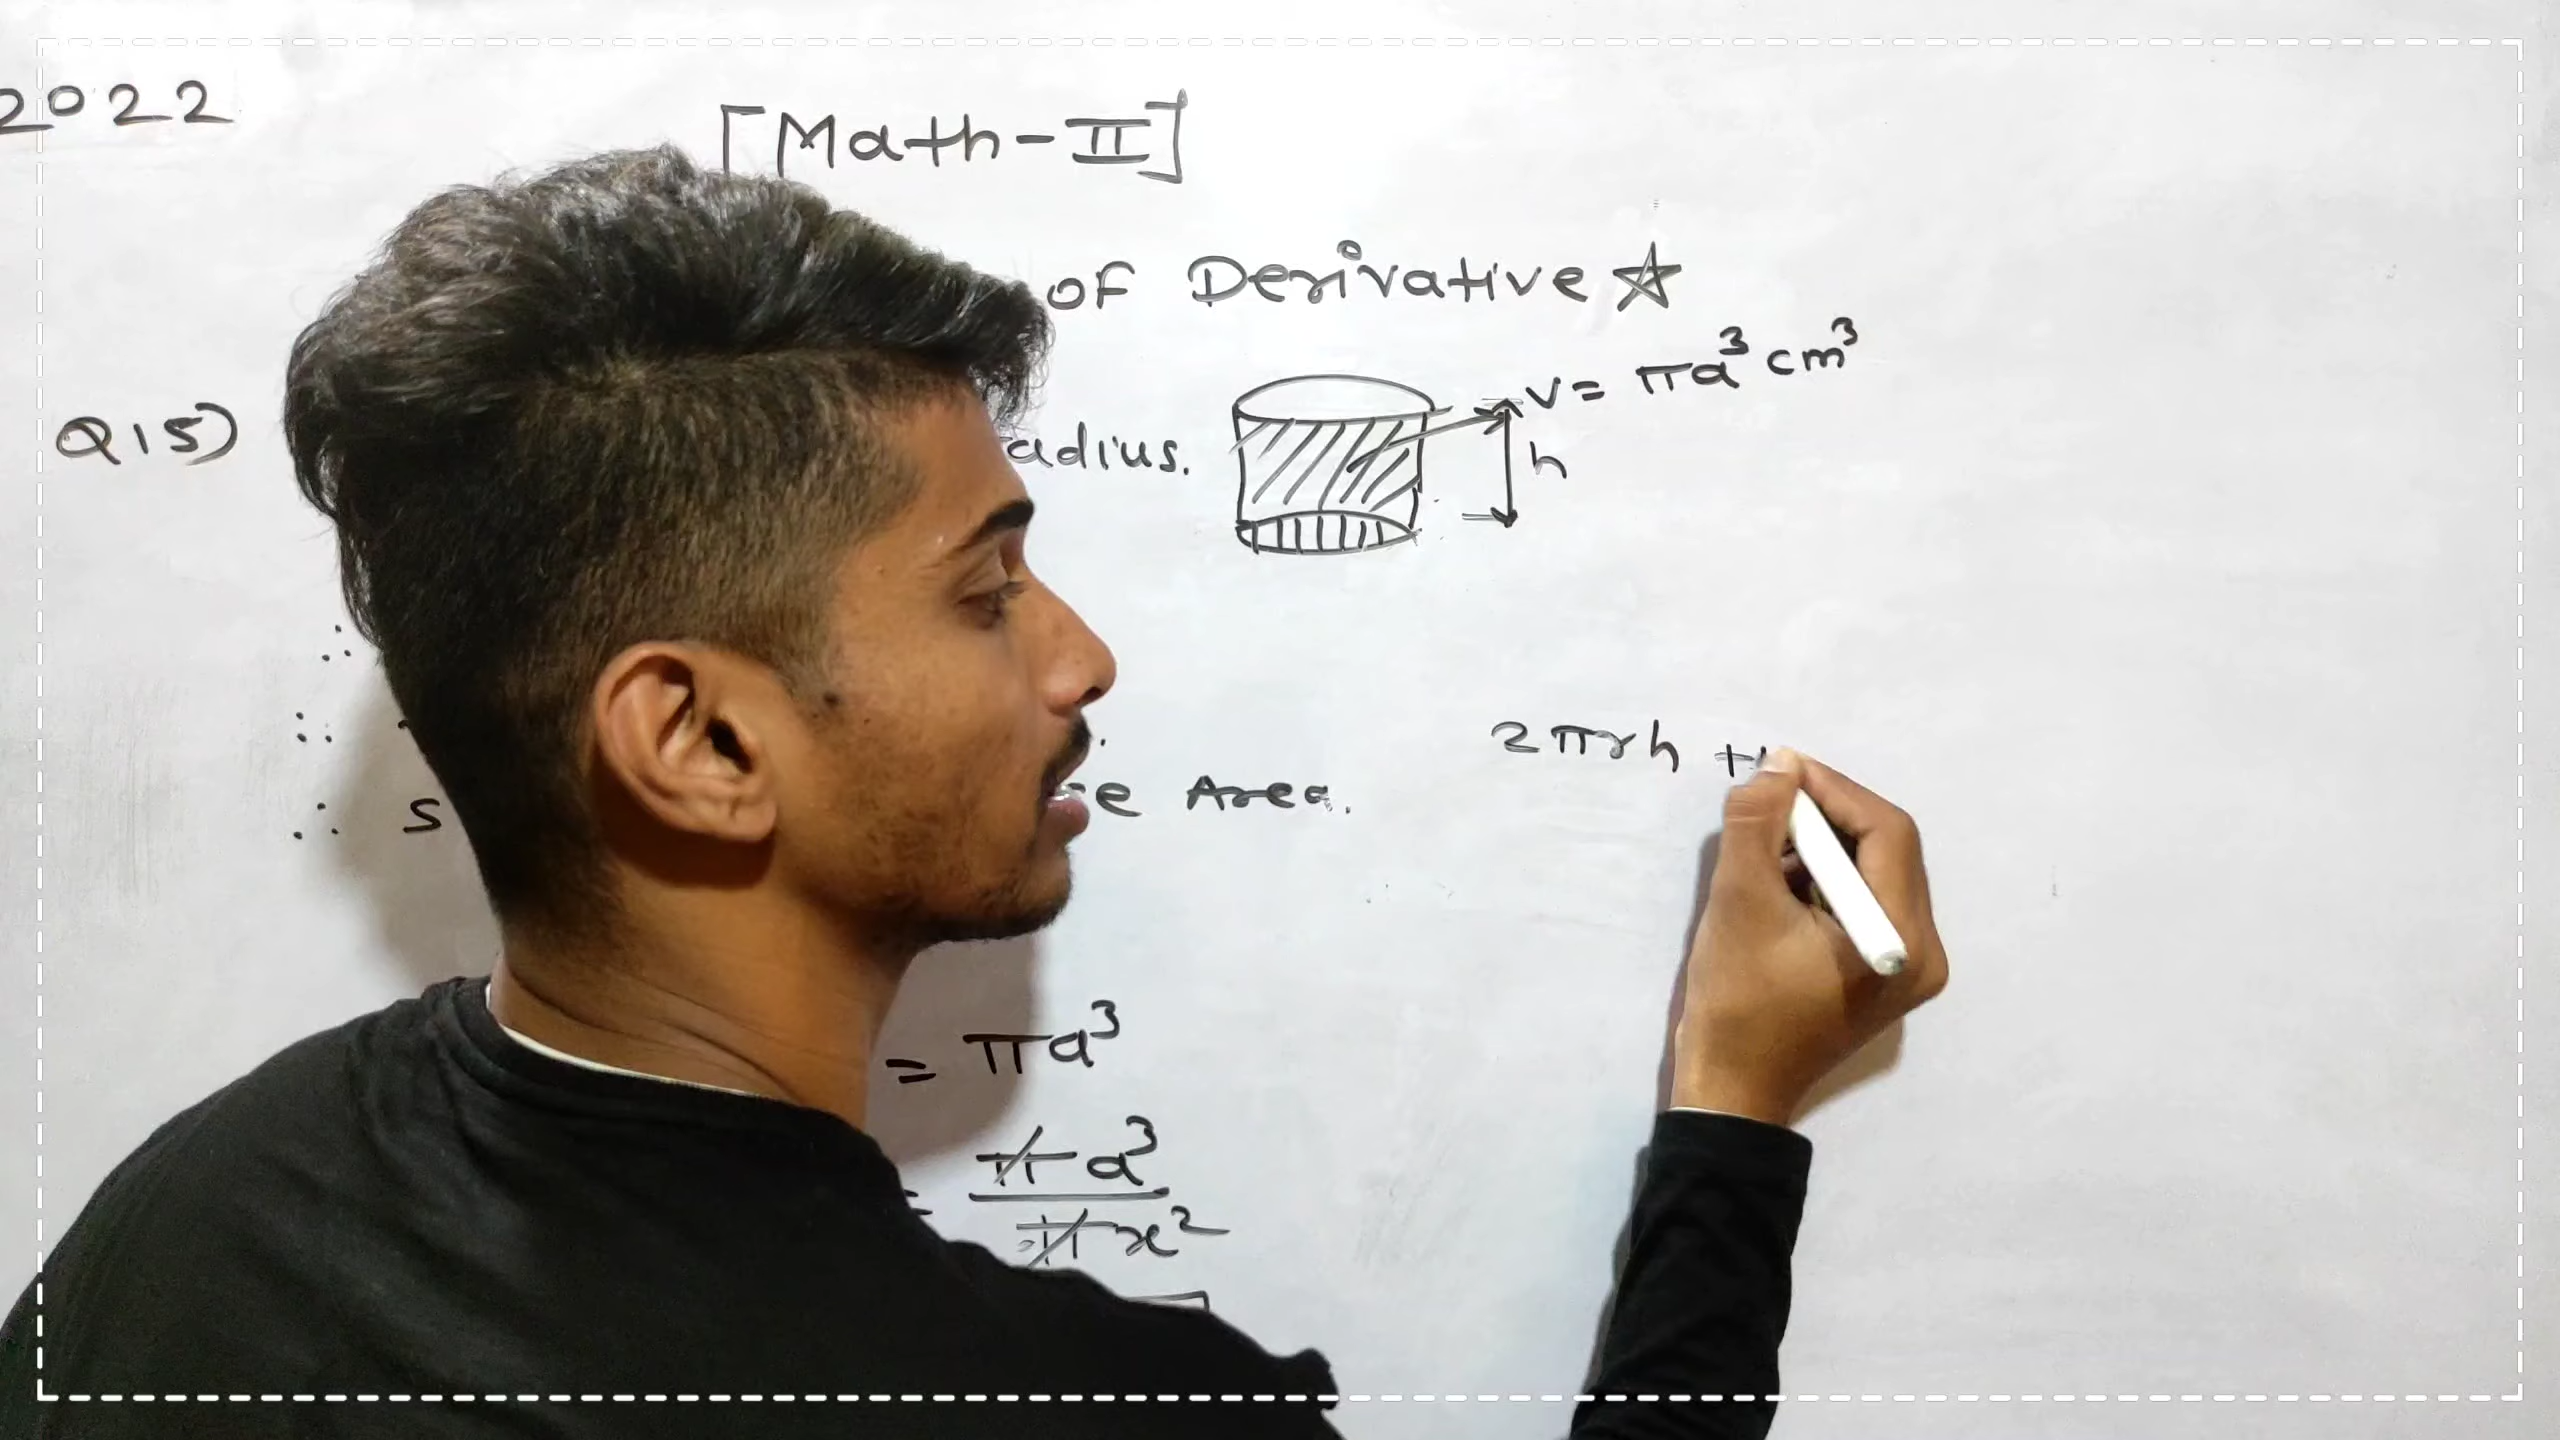 2022
[Math-II]
of Derivative
Q15)
adius.
V = πa³ cm³
h
∴
∴
2πrh +
∴ S
e Area.
= πa³
= πa³
πx²